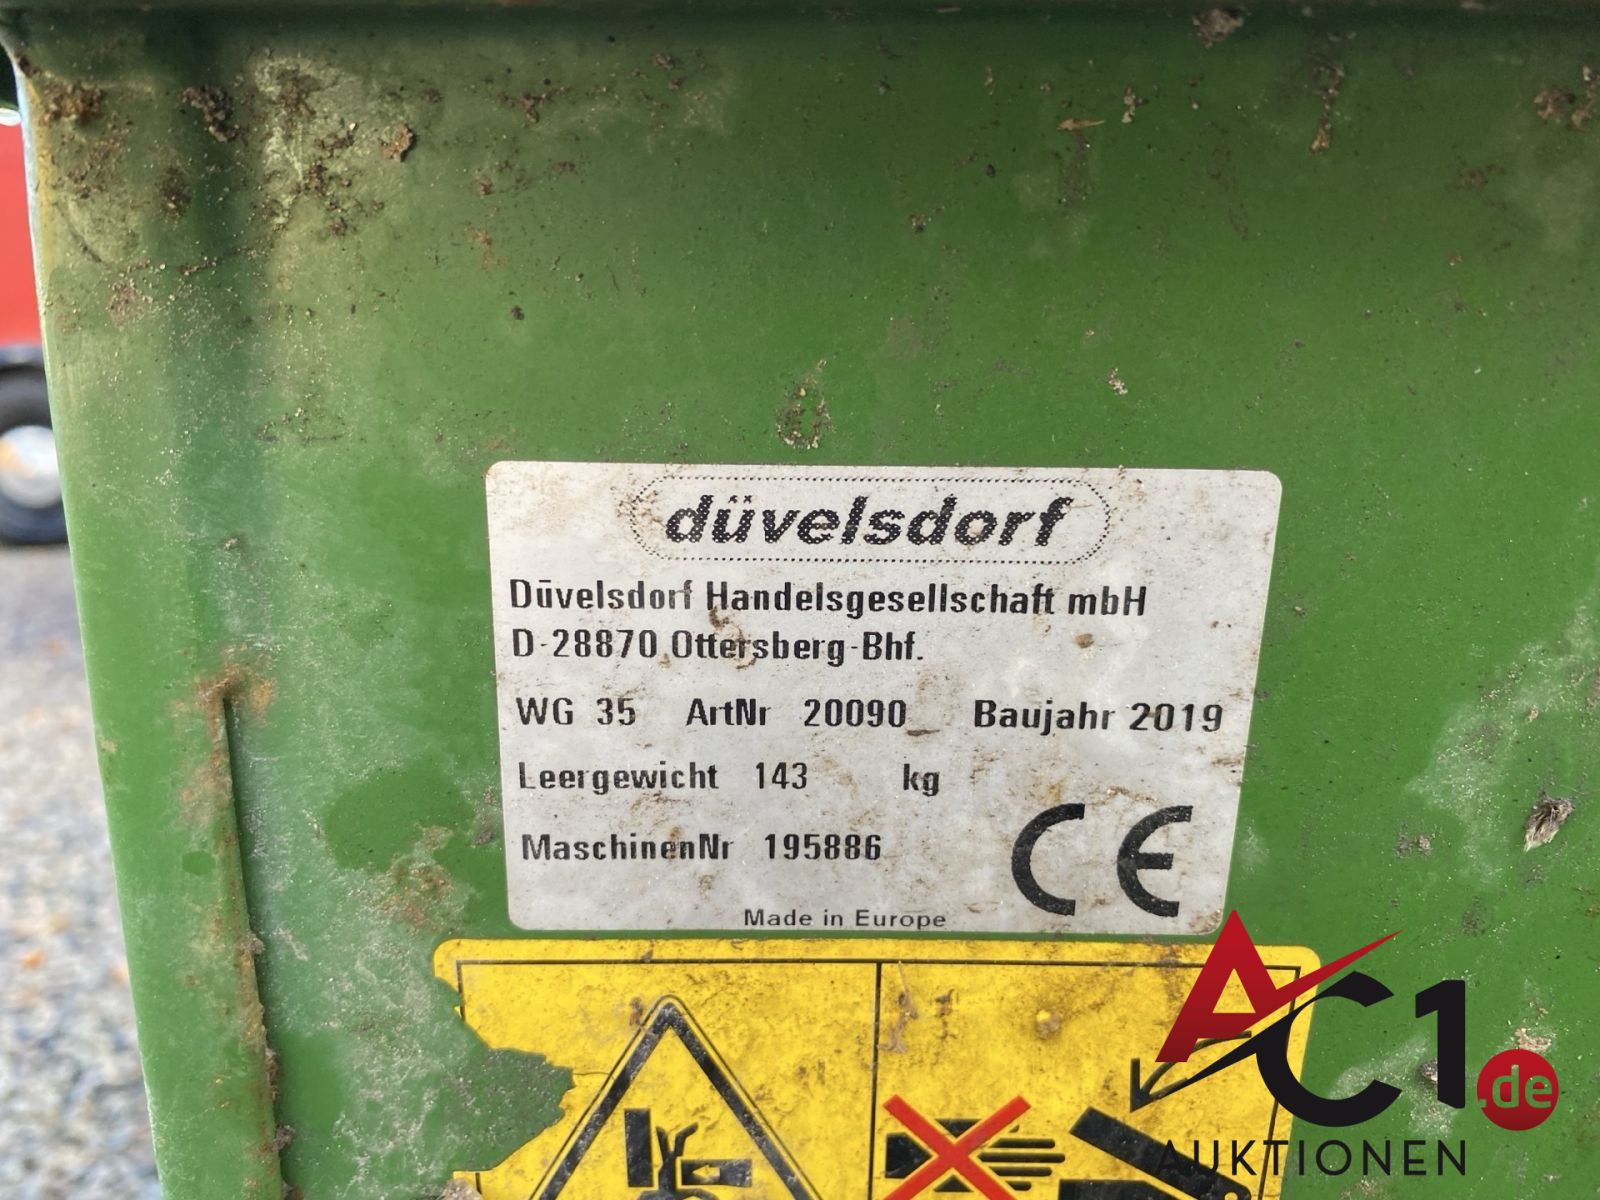 düvelsdorf
Düvelsdorf Handelsgesellschaft mbH
D-28870 Ottersberg-Bhf.
WG 35 ArtNr 20090 Baujahr 2019
Leergewicht 143 kg
MaschinenNr 195886
CE
Made in Europe
AC1.de
AUKTIONEN